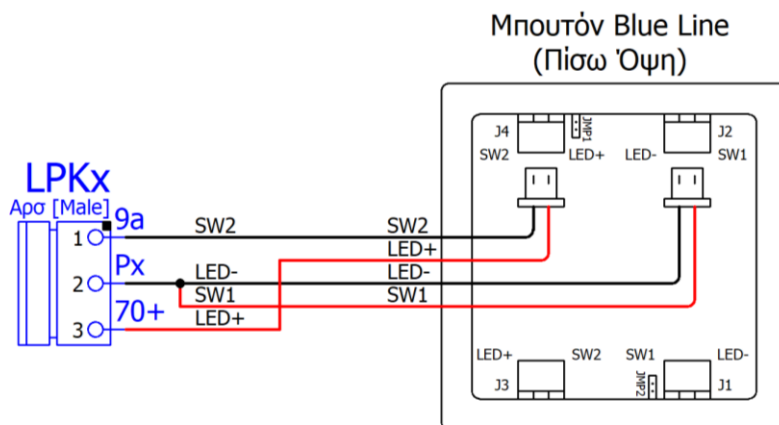 Μπουτόν Blue Line
(Πίσω Όψη)
J4
JMP1
J2
SW2
LED+
LED-
SW1
LPKx
Αρσ [Male]
9a
1
SW2
SW2
LED+
Px
2
LED-
LED-
SW1
SW1
70+
3
LED+
LED+
SW2
SW1
LED-
J3
JMP2
J1